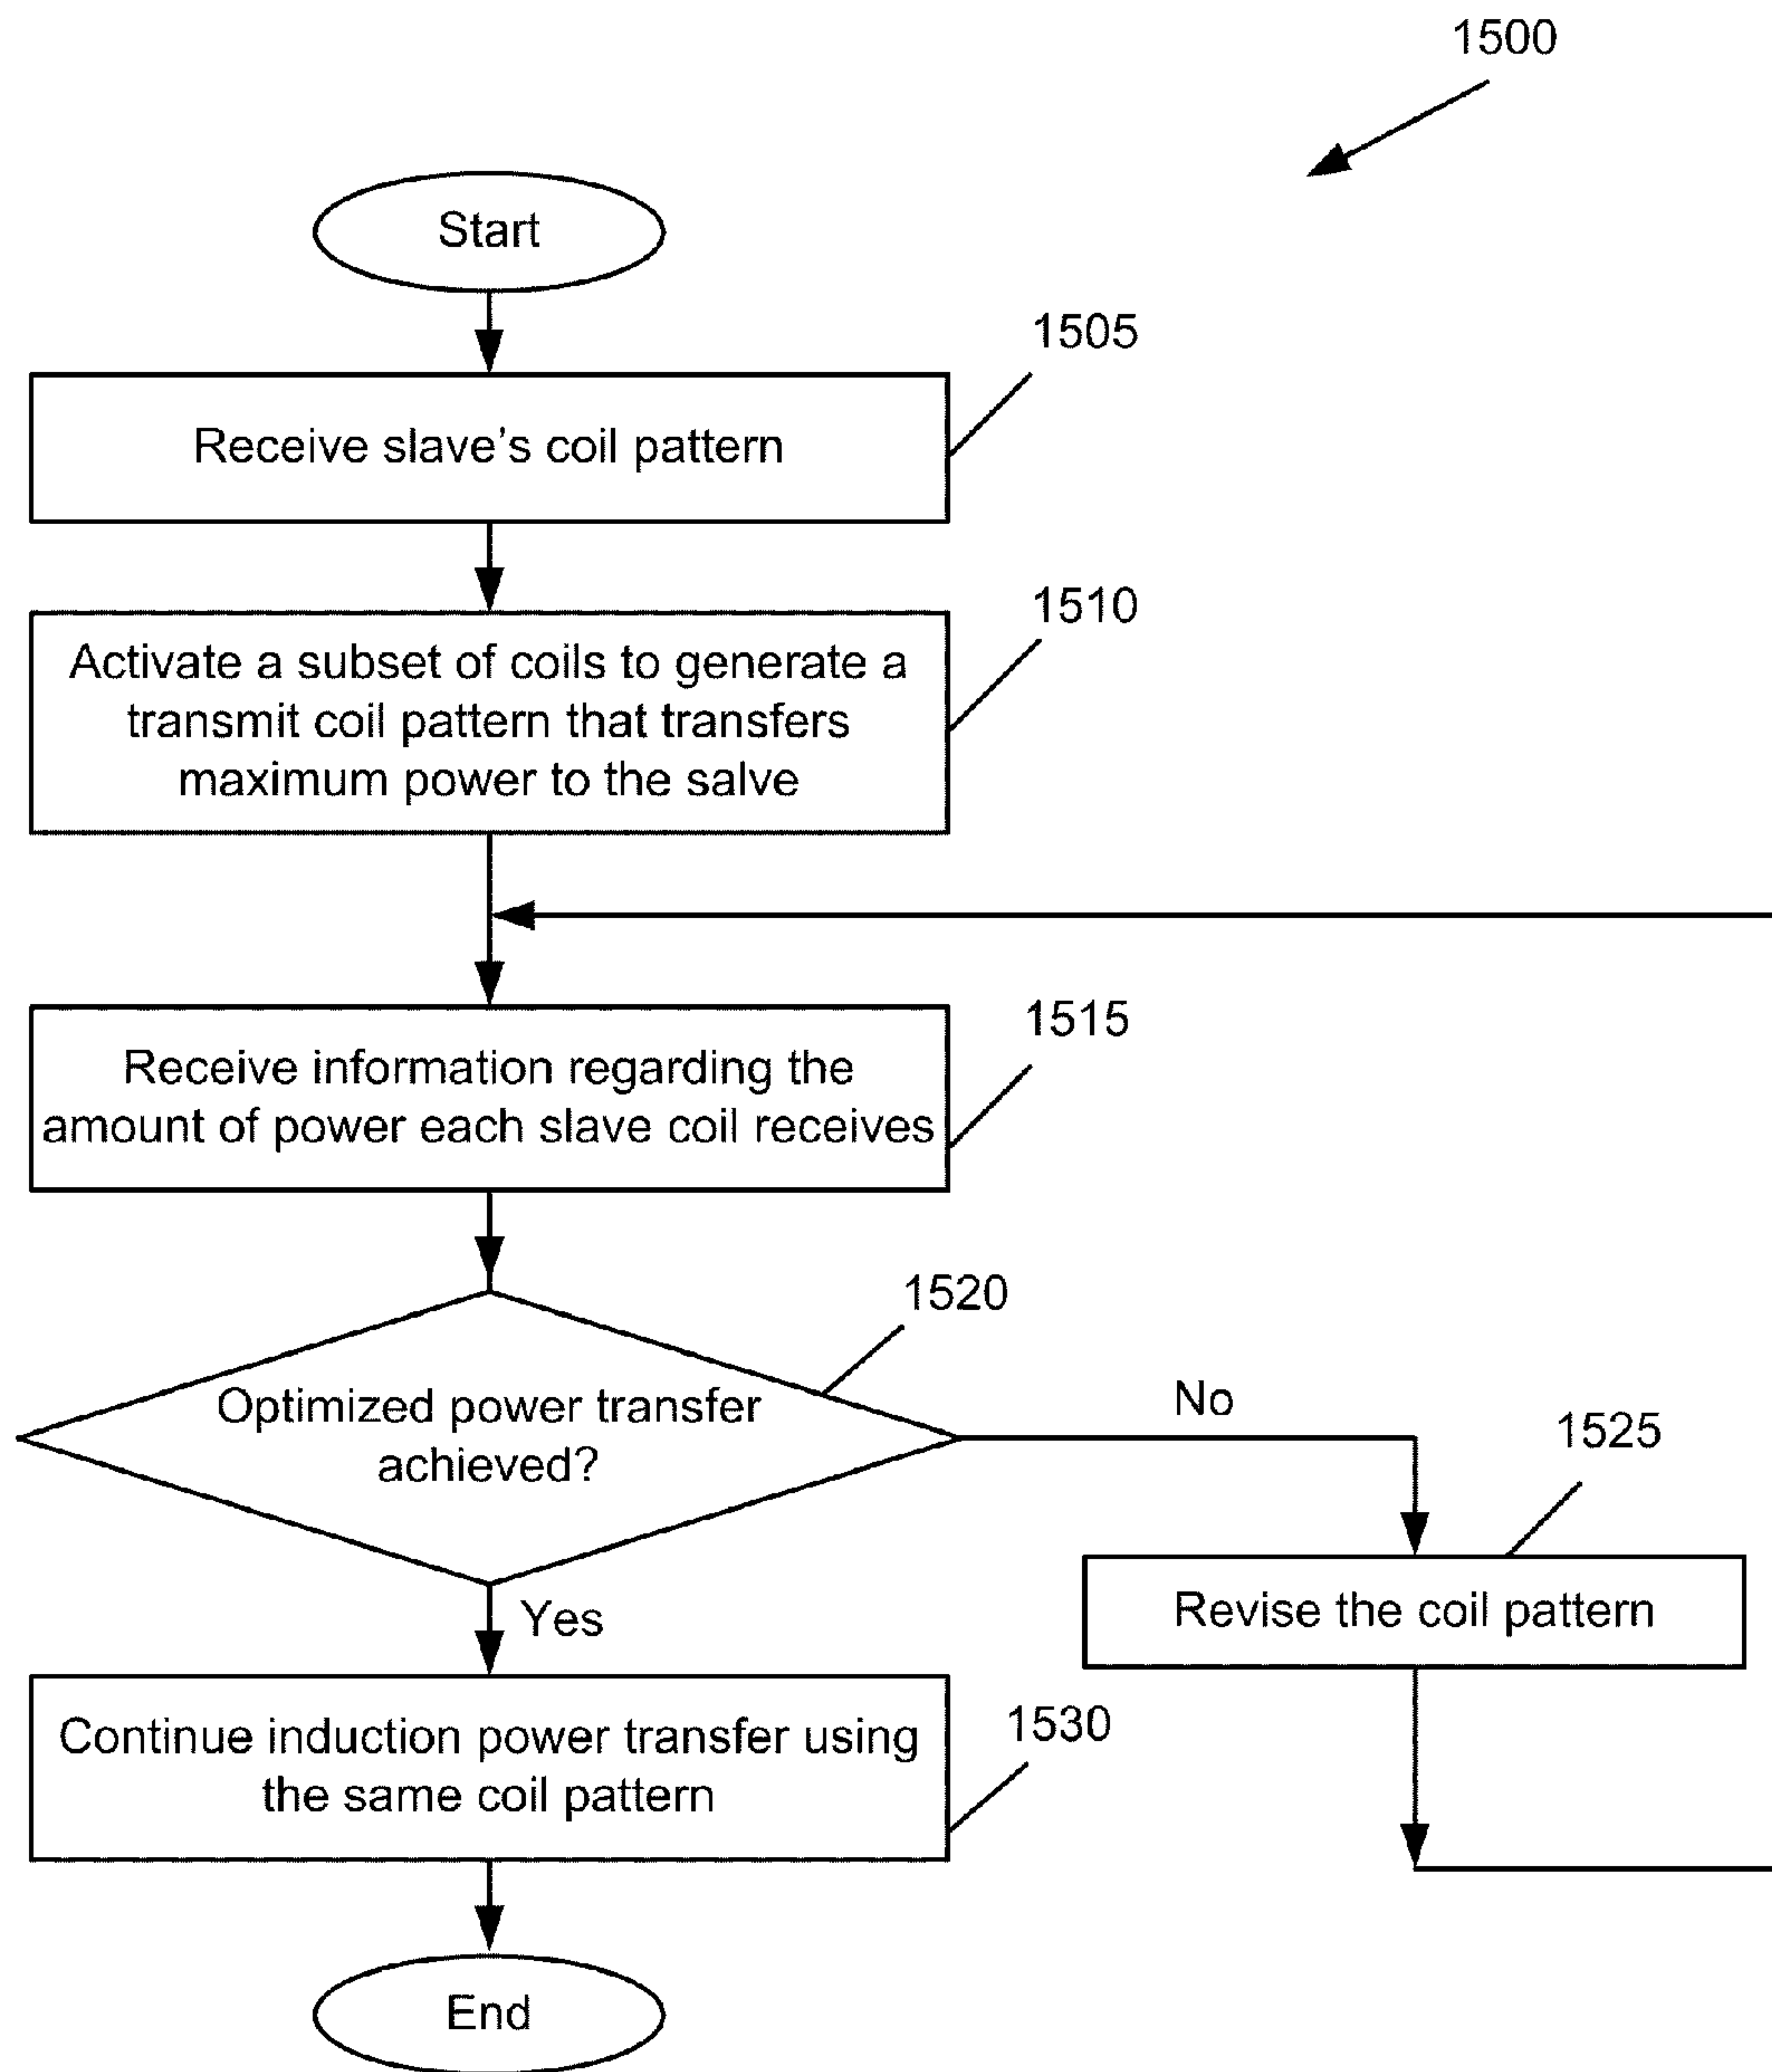 1500
Start
1505
Receive slave's coil pattern
1510
Activate a subset of coils to generate a
transmit coil pattern that transfers
maximum power to the salve
1515
Receive information regarding the
amount of power each slave coil receives
1520
Optimized power transfer
achieved?
No
1525
Revise the coil pattern
Yes
1530
Continue induction power transfer using
the same coil pattern
End